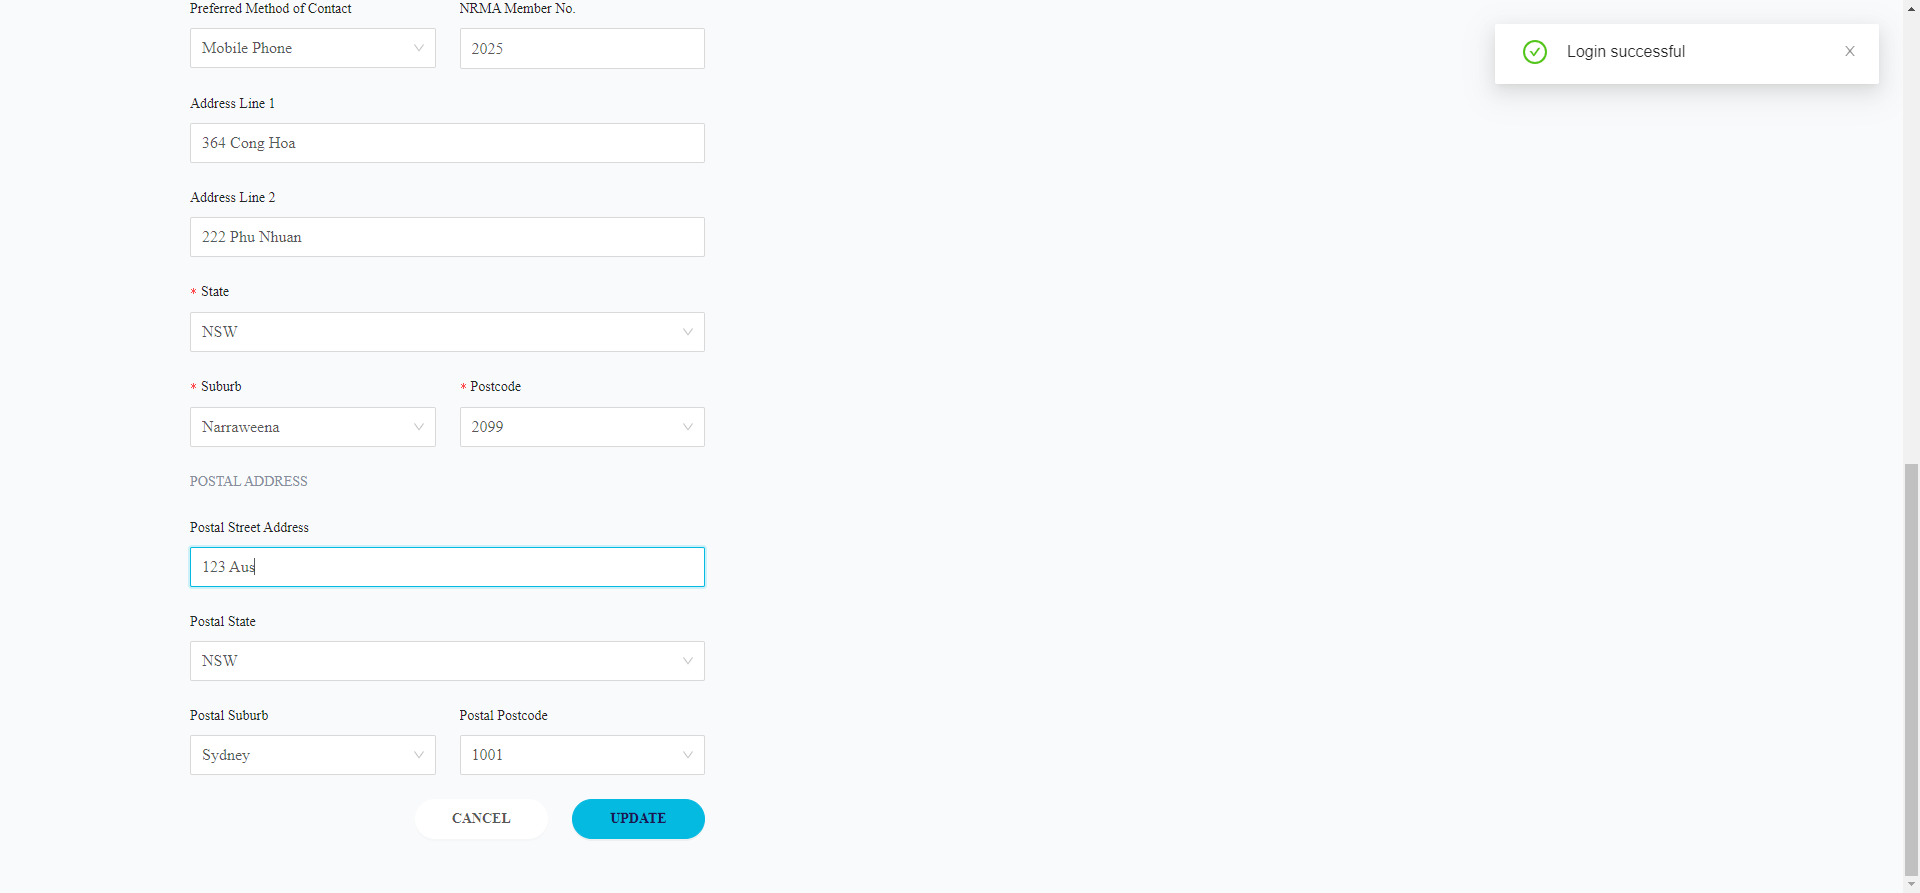 Preferred Method of Contact
NRMA Member No.
Mobile Phone
2025
Login successful
Address Line 1
364 Cong Hoa
Address Line 2
222 Phu Nhuan
* State
NSW
* Suburb
* Postcode
Narraweena
2099
POSTAL ADDRESS
Postal Street Address
123 Aus
Postal State
NSW
Postal Suburb
Postal Postcode
Sydney
1001
CANCEL
UPDATE